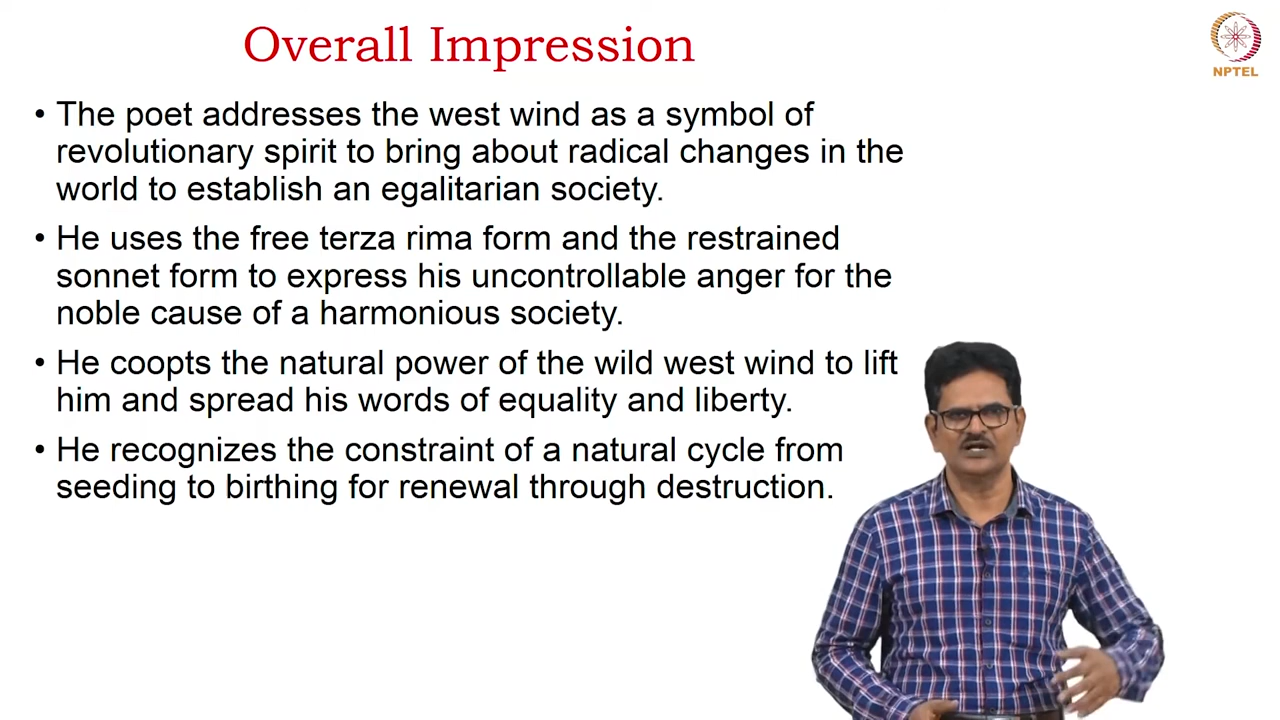 Overall Impression
NPTEL
• The poet addresses the west wind as a symbol of
revolutionary spirit to bring about radical changes in the
world to establish an egalitarian society.
• He uses the free terza rima form and the restrained
sonnet form to express his uncontrollable anger for the
noble cause of a harmonious society.
• He coopts the natural power of the wild west wind to lift
him and spread his words of equality and liberty.
• He recognizes the constraint of a natural cycle from
seeding to birthing for renewal through destruction.